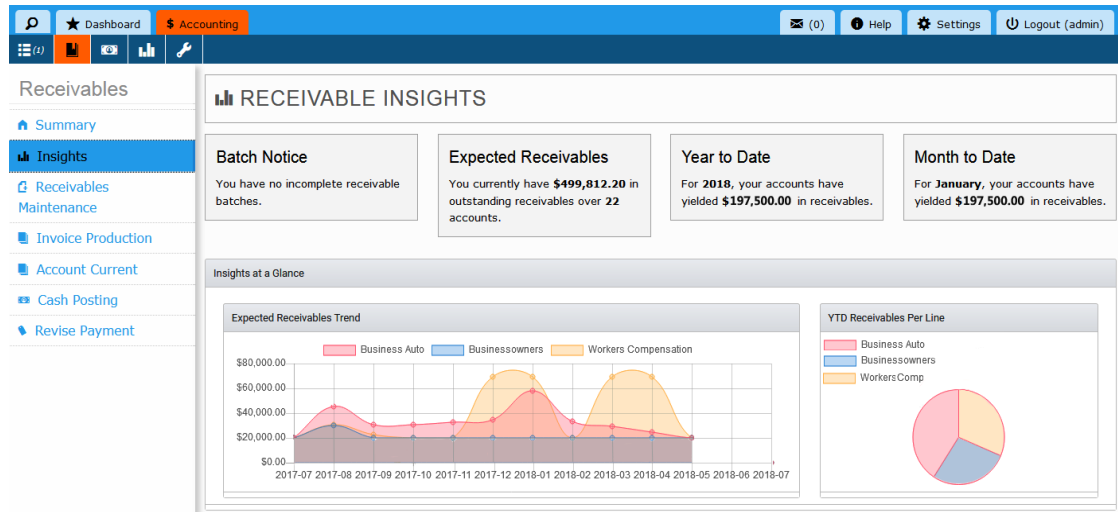 Dashboard
$ Accounting
(0)
Help
Settings
Logout (admin)
(1)
Receivables
Summary
Insights
Receivables
Maintenance
Invoice Production
Account Current
Cash Posting
Revise Payment
RECEIVABLE INSIGHTS
Batch Notice
You have no incomplete receivable
batches.
Expected Receivables
You currently have $499,812.20 in
outstanding receivables over 22
accounts.
Year to Date
For 2018, your accounts have
yielded $197,500.00 in receivables.
Month to Date
For January, your accounts have
yielded $197,500.00 in receivables.
Insights at a Glance
Expected Receivables Trend
Business Auto Businessowners Workers Compensation
$80,000.00
$60,000.00
$40,000.00
$20,000.00
$0.00
2017-07 2017-08 2017-09 2017-10 2017-11 2017-12 2018-01 2018-02 2018-03 2018-04 2018-05 2018-06 2018-07
YTD Receivables Per Line
Business Auto
Businessowners
WorkersComp